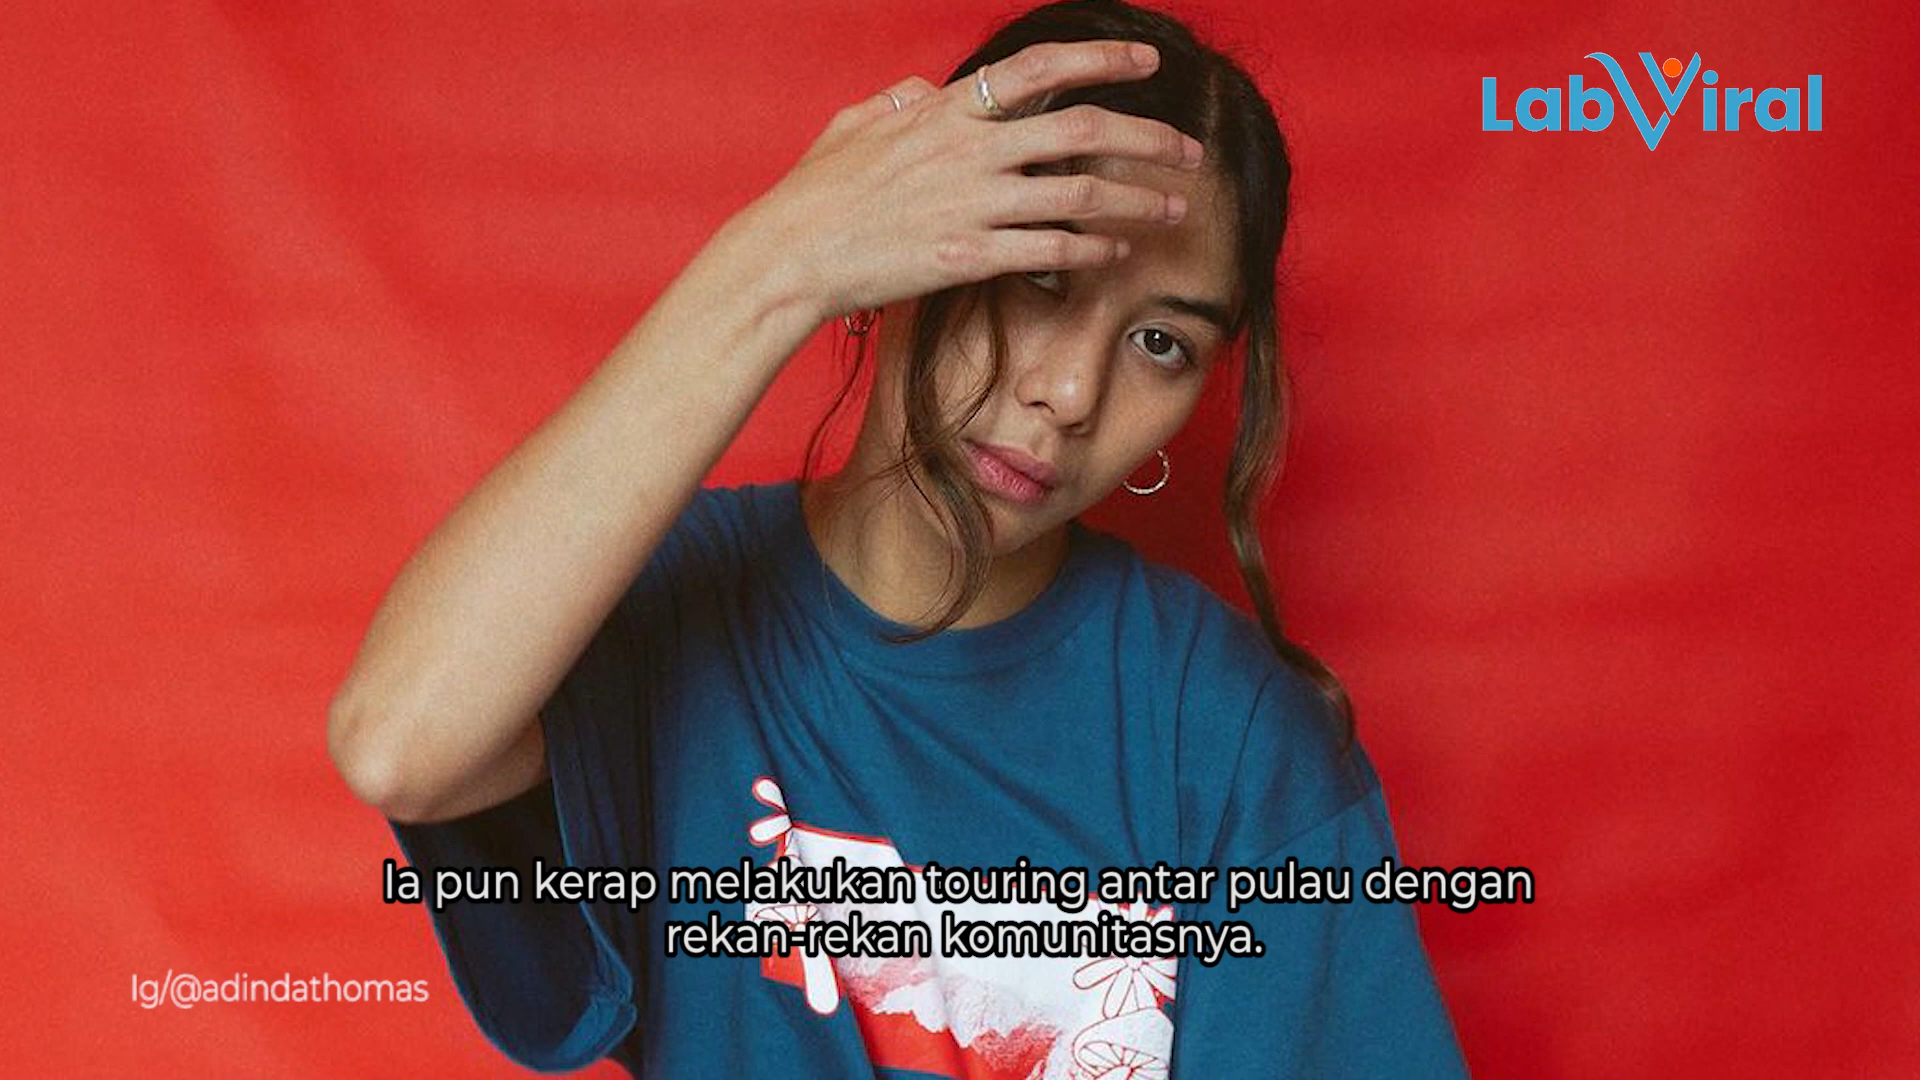 LabViral
Ia pun kerap melakukan touring antar pulau dengan
rekan-rekan komunitasnya.
Ig/@adindathomas